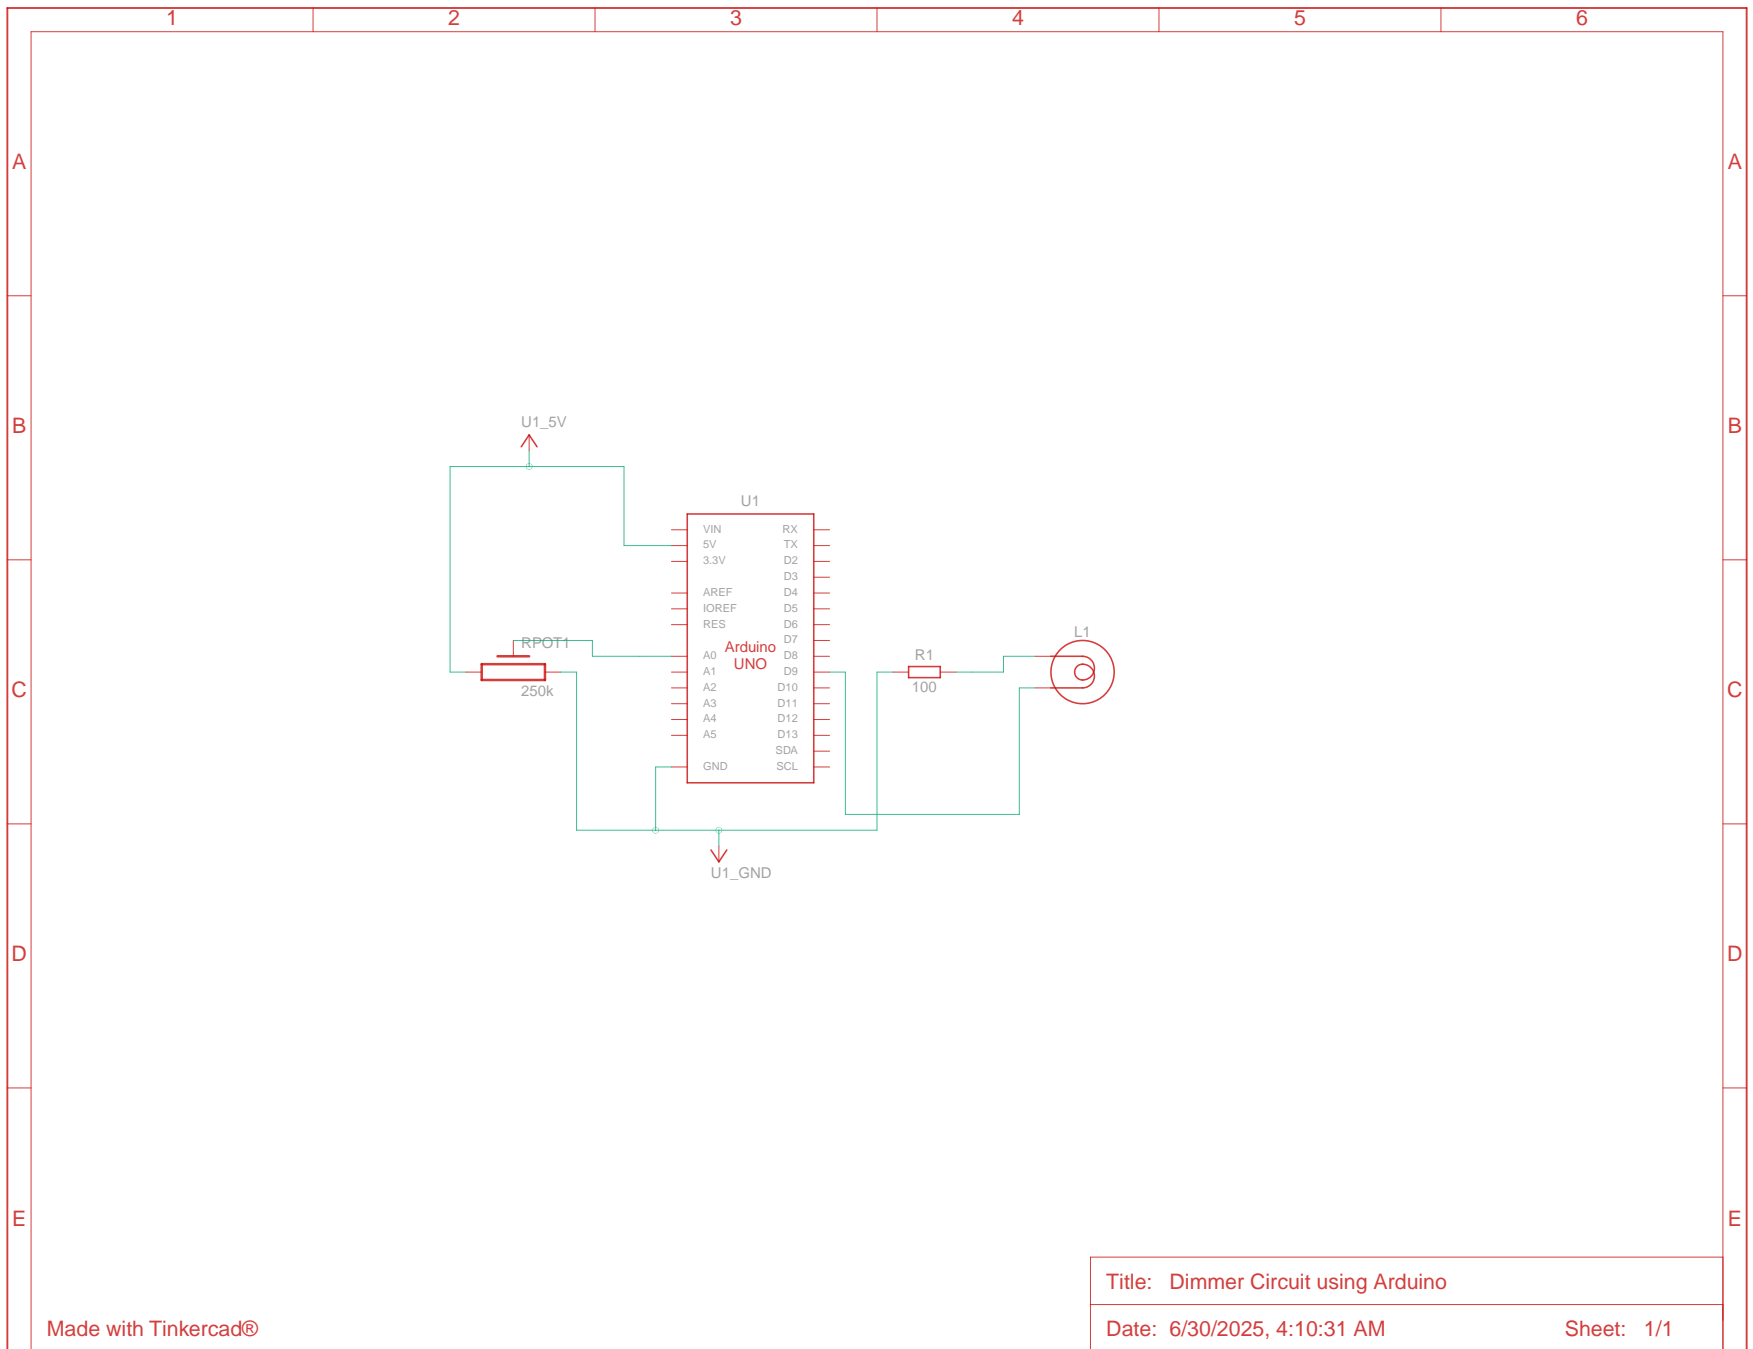 1 2 3 4 5 6
A A
B B
U1_5V
U1
VIN RX
5V TX
3.3V D2
D3
AREF D4
IOREF D5
RES D6
D7
RPOT1
A0 D8
A1 D9
A2 D10
A3 D11
A4 D12
A5 D13
SDA
GND SCL
Arduino
UNO
250k
R1
100
L1
C C
U1_GND
D D
E E
Title: Dimmer Circuit using Arduino
Made with Tinkercad®
Date: 6/30/2025, 4:10:31 AM Sheet: 1/1